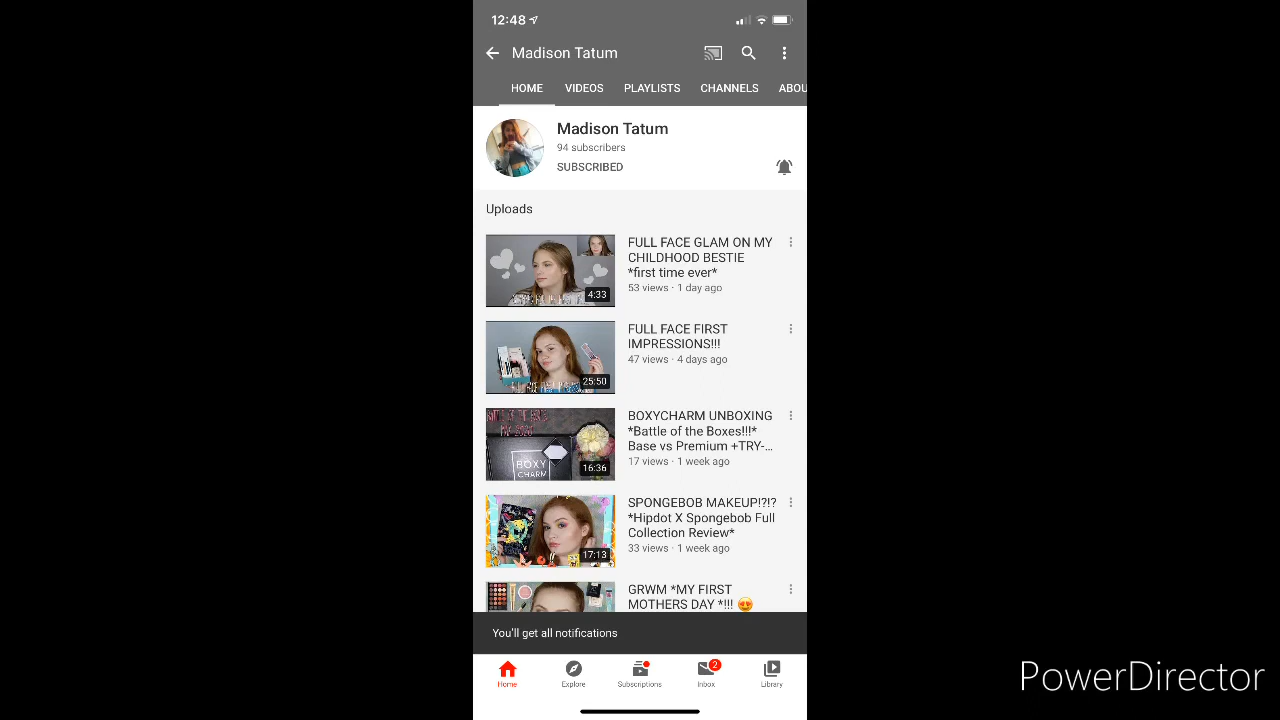 12:48
Madison Tatum
HOME VIDEOS PLAYLISTS CHANNELS ABOU
Madison Tatum
94 subscribers
SUBSCRIBED
Uploads
FULL FACE GLAM ON MY
CHILDHOOD BESTIE
*first time ever*
53 views · 1 day ago
4:33
FULL FACE FIRST
IMPRESSIONS!!!
47 views · 4 days ago
25:50
BOXYCHARM UNBOXING
*Battle of the Boxes!!!*
Base vs Premium +TRY-...
17 views · 1 week ago
BOXY
CHARM
16:36
SPONGEBOB MAKEUP!?!?
*Hipdot X Spongebob Full
Collection Review*
33 views · 1 week ago
17:13
GRWM *MY FIRST
MOTHERS DAY *!!! 😍
You'll get all notifications
2
Home Explore Subscriptions Inbox Library
PowerDirector